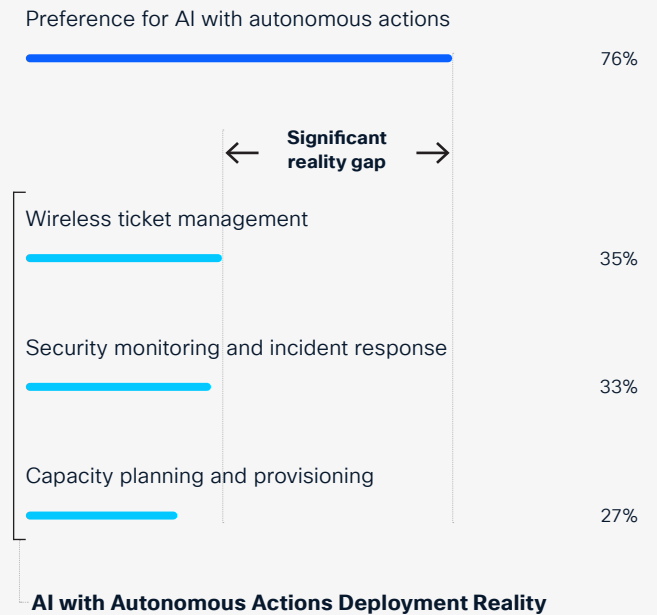 Preference for AI with autonomous actions
76%
Significant
reality gap
Wireless ticket management
35%
Security monitoring and incident response
33%
Capacity planning and provisioning
27%
AI with Autonomous Actions Deployment Reality